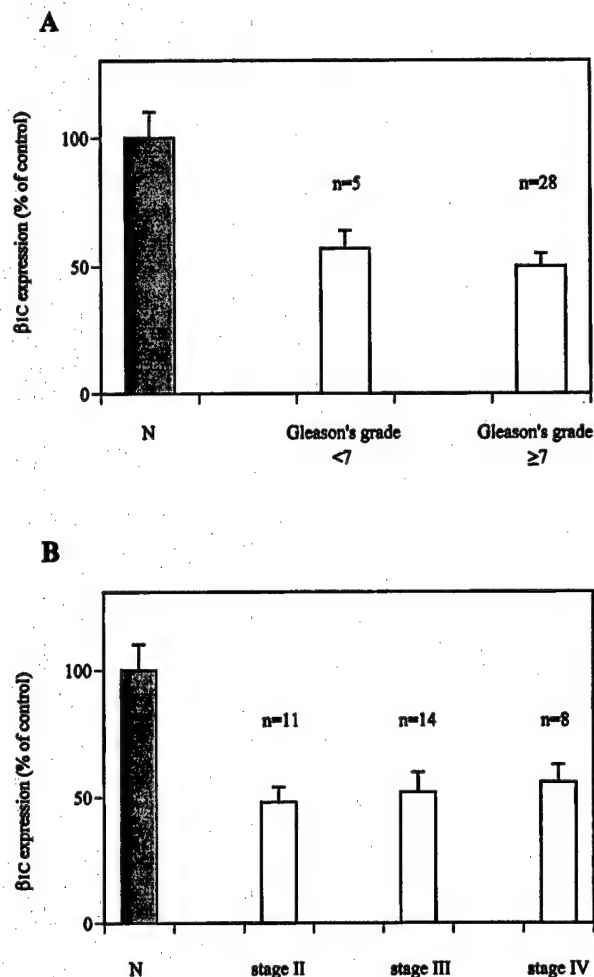 A
β1C expression (% of control)
100
50
0
n=5
n=28
N
Gleason's grade
<7
Gleason's grade
≥7
B
β1C expression (% of control)
100
50
0
n=11
n=14
n=8
N
stage II
stage III
stage IV